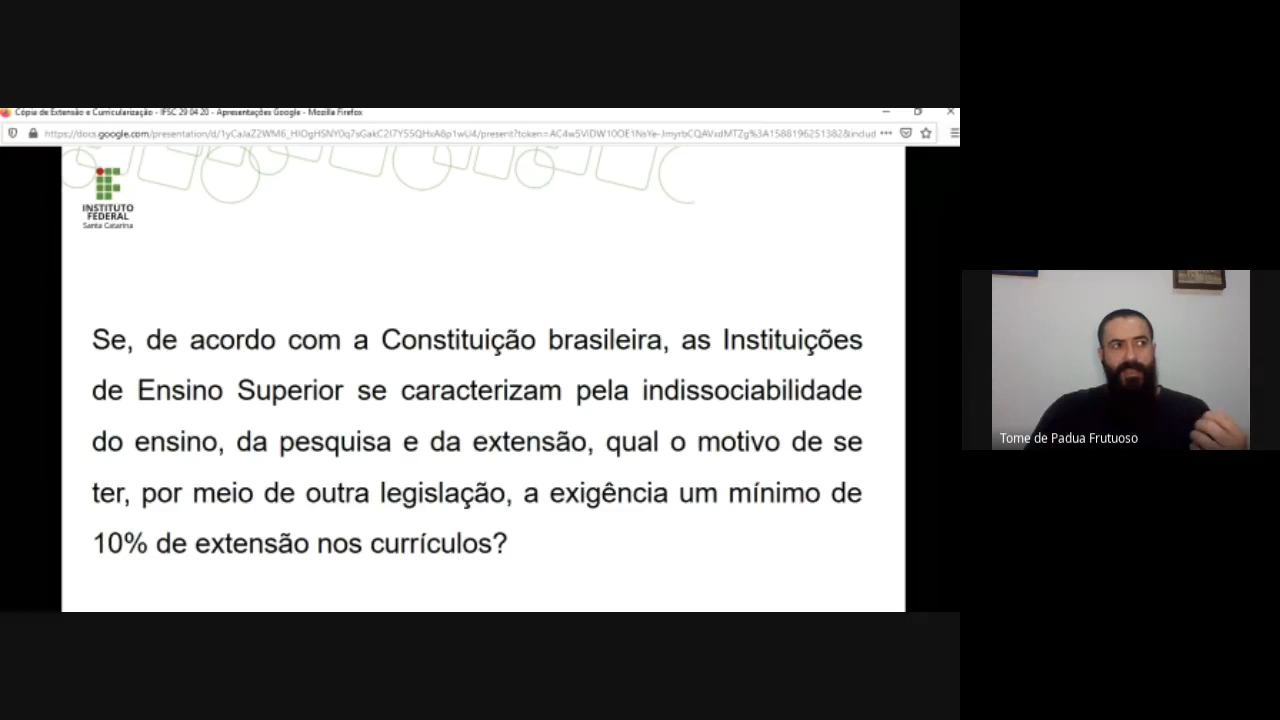 Cópia de Extensão e Curricularização - IFSC 29 04 20 - Apresentações Google - Mozilla Firefox
INSTITUTO
FEDERAL
Santa Catarina
Se, de acordo com a Constituição brasileira, as Instituições
de Ensino Superior se caracterizam pela indissociabilidade
do ensino, da pesquisa e da extensão, qual o motivo de se
ter, por meio de outra legislação, a exigência um mínimo de
10% de extensão nos currículos?
Tome de Padua Frutuoso